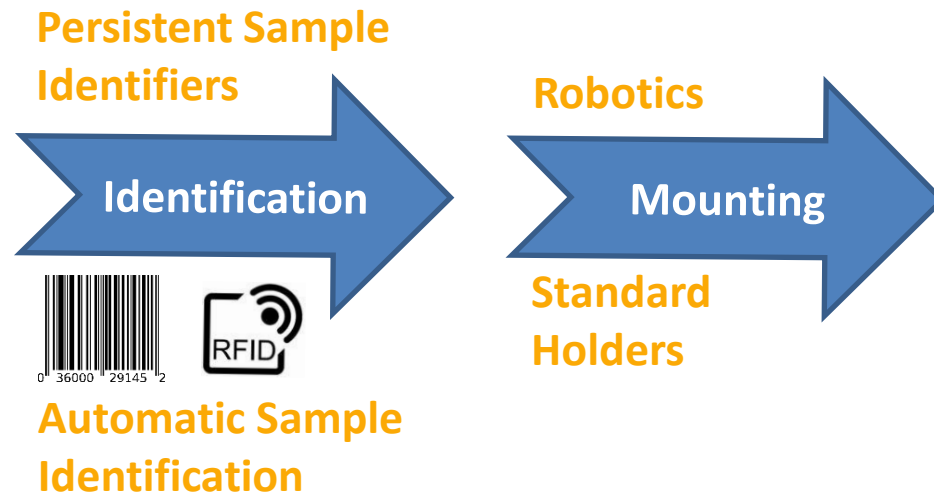 Persistent Sample
Identifiers
Identification
0 36000 29145 2
RFID
Automatic Sample
Identification
Robotics
Mounting
Standard
Holders